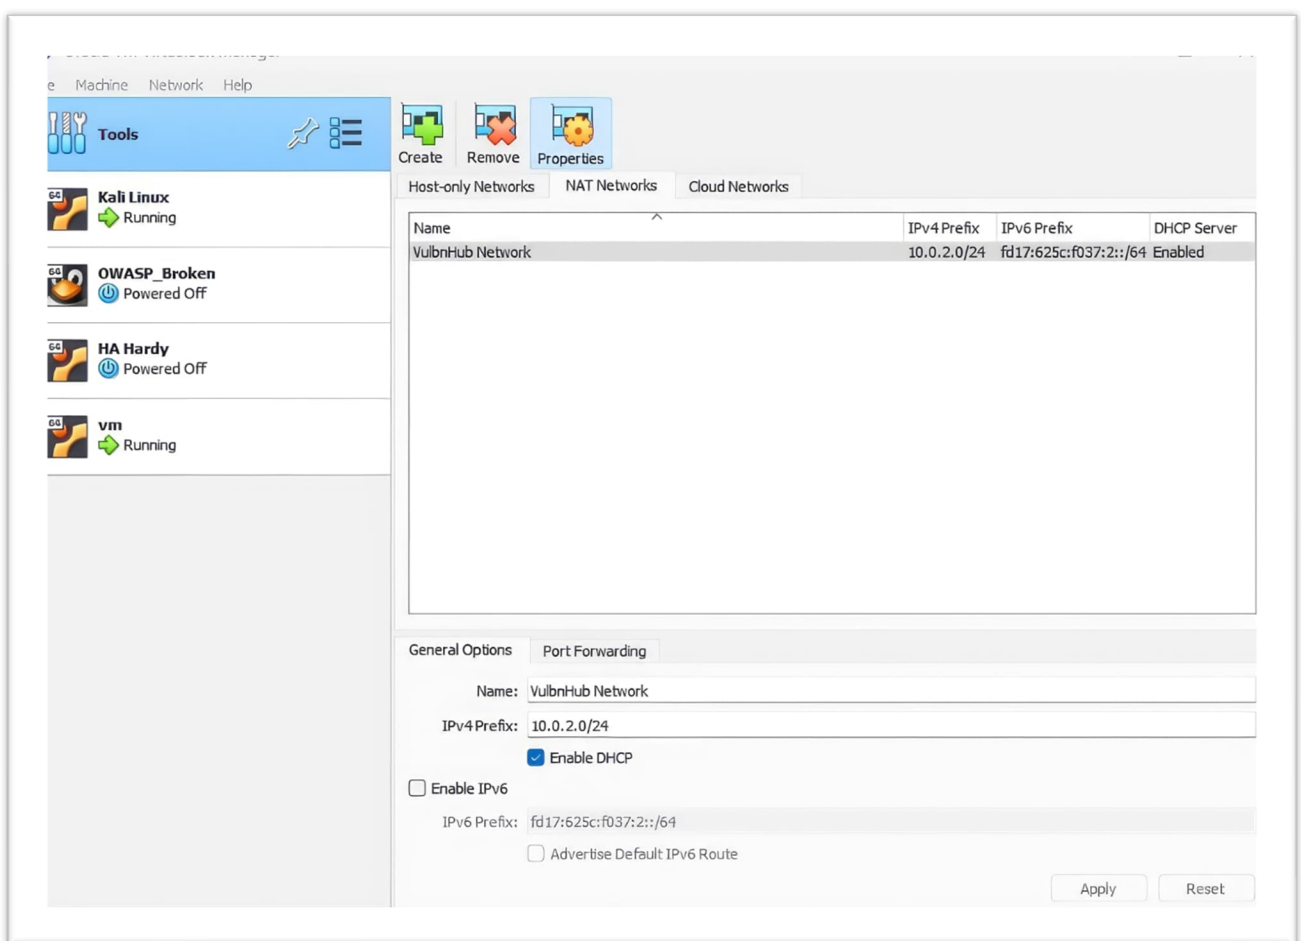 Machine Network Help
Tools
Kali Linux
Running
OWASP_Broken
Powered Off
HA Hardy
Powered Off
vm
Running
Create Remove Properties
Host-only Networks NAT Networks Cloud Networks
Name IPv4 Prefix IPv6 Prefix DHCP Server
VulbnHub Network 10.0.2.0/24 fd17:625c:f037:2::/64 Enabled
General Options Port Forwarding
Name: VulbnHub Network
IPv4 Prefix: 10.0.2.0/24
Enable DHCP
Enable IPv6
IPv6 Prefix: fd17:625c:f037:2::/64
Advertise Default IPv6 Route
Apply Reset